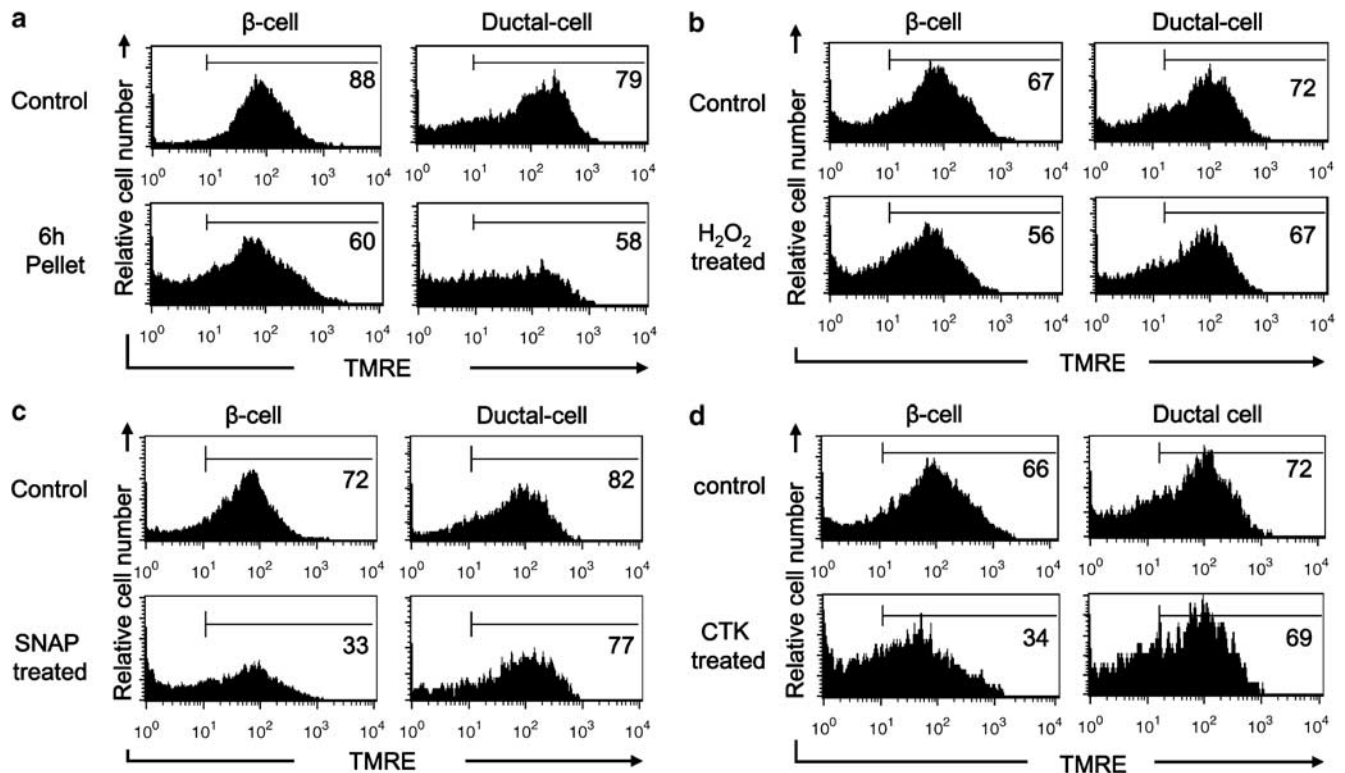 a
β-cell
Ductal-cell
Control
88
79
10⁰ 10¹ 10² 10³ 10⁴
10⁰ 10¹ 10² 10³ 10⁴
6h
Pellet
60
58
10⁰ 10¹ 10² 10³ 10⁴
10⁰ 10¹ 10² 10³ 10⁴
Relative cell number
TMRE
b
β-cell
Ductal-cell
Control
67
72
10⁰ 10¹ 10² 10³ 10⁴
10⁰ 10¹ 10² 10³ 10⁴
H₂O₂
treated
56
67
10⁰ 10¹ 10² 10³ 10⁴
10⁰ 10¹ 10² 10³ 10⁴
Relative cell number
TMRE
c
β-cell
Ductal-cell
Control
72
82
10⁰ 10¹ 10² 10³ 10⁴
10⁰ 10¹ 10² 10³ 10⁴
SNAP
treated
33
77
10⁰ 10¹ 10² 10³ 10⁴
10⁰ 10¹ 10² 10³ 10⁴
Relative cell number
TMRE
d
β-cell
Ductal cell
control
66
72
10⁰ 10¹ 10² 10³ 10⁴
10⁰ 10¹ 10² 10³ 10⁴
CTK
treated
34
69
10⁰ 10¹ 10² 10³ 10⁴
10⁰ 10¹ 10² 10³ 10⁴
Relative cell number
TMRE